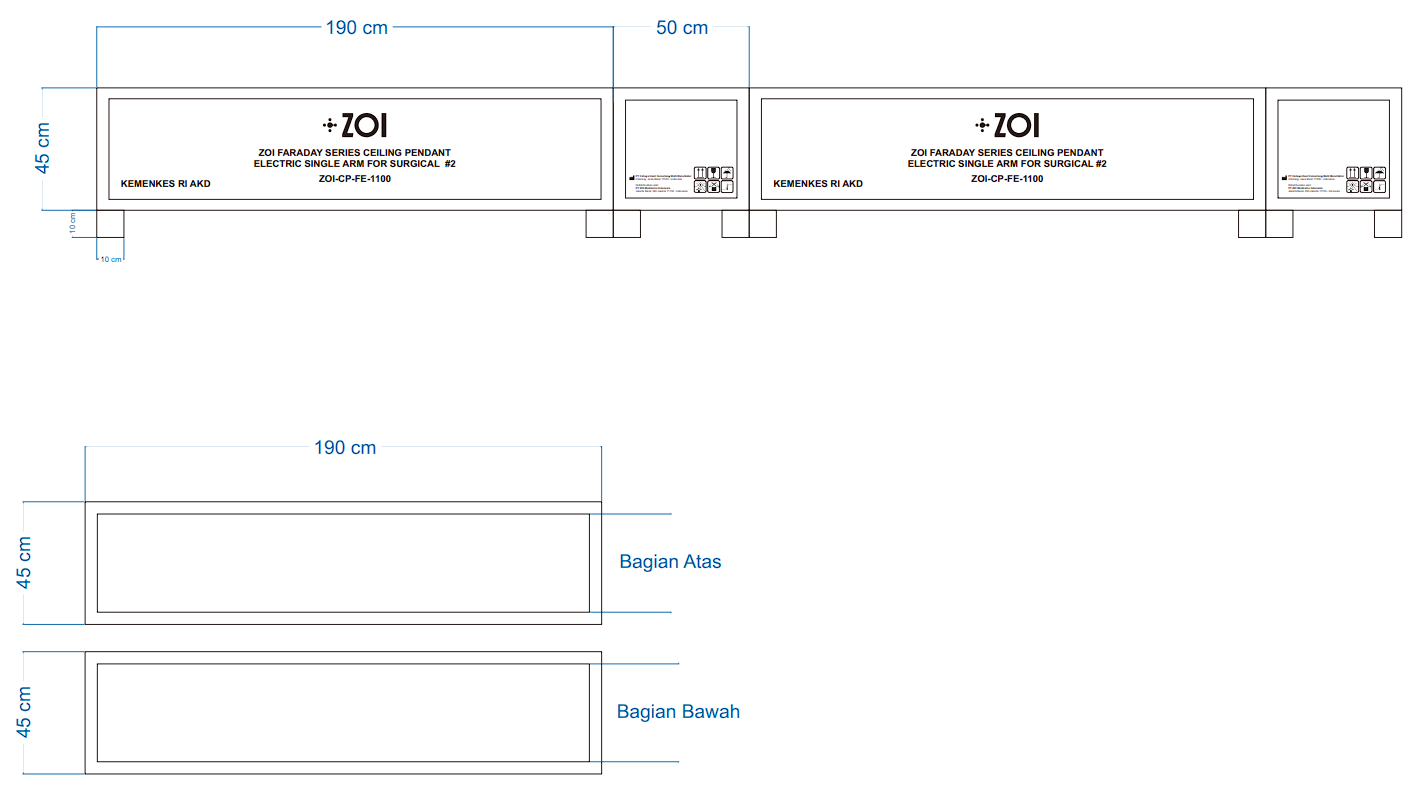 190 cm
50 cm
45 cm
ZOI
ZOI FARADAY SERIES CEILING PENDANT
ELECTRIC SINGLE ARM FOR SURGICAL #2
ZOI-CP-FE-1100
KEMENKES RI AKD
ZOI
ZOI FARADAY SERIES CEILING PENDANT
ELECTRIC SINGLE ARM FOR SURGICAL #2
ZOI-CP-FE-1100
KEMENKES RI AKD
10 cm
10 cm
190 cm
45 cm
Bagian Atas
45 cm
Bagian Bawah